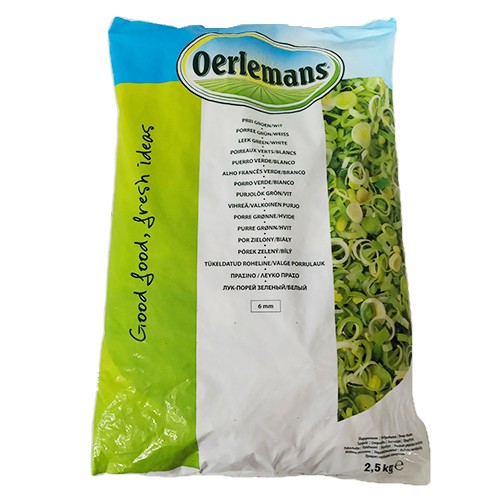 Oerlemans
Good food, fresh ideas
PREI GROEN/WIT
PORREE GRÜN/WEISS
LEEK GREEN/WHITE
POIREAUX VERTS/BLANCS
PUERRO VERDE/BLANCO
ALHO FRANCÊS VERDE/BRANCO
PORRO VERDE/BIANCO
PURJOLÖK GRÖN/VIT
VIHREÄ/VALKOINEN PURJO
PORRE GRØNNE/HVIDE
PURRE GRØNN/HVIT
POR ZIELONY/BIAŁY
PÓREK ZELENÝ/BÍLÝ
TÜKELDATUD ROHELINE/VALGE PORRULAUK
ΠΡΑΣΙΝΟ / ΛΕΥΚΟ ΠΡΑΣΟ
ЛУК-ПОРЕЙ ЗЕЛЕНЫЙ/БЕЛЫЙ
6 mm
2,5 kg ℮